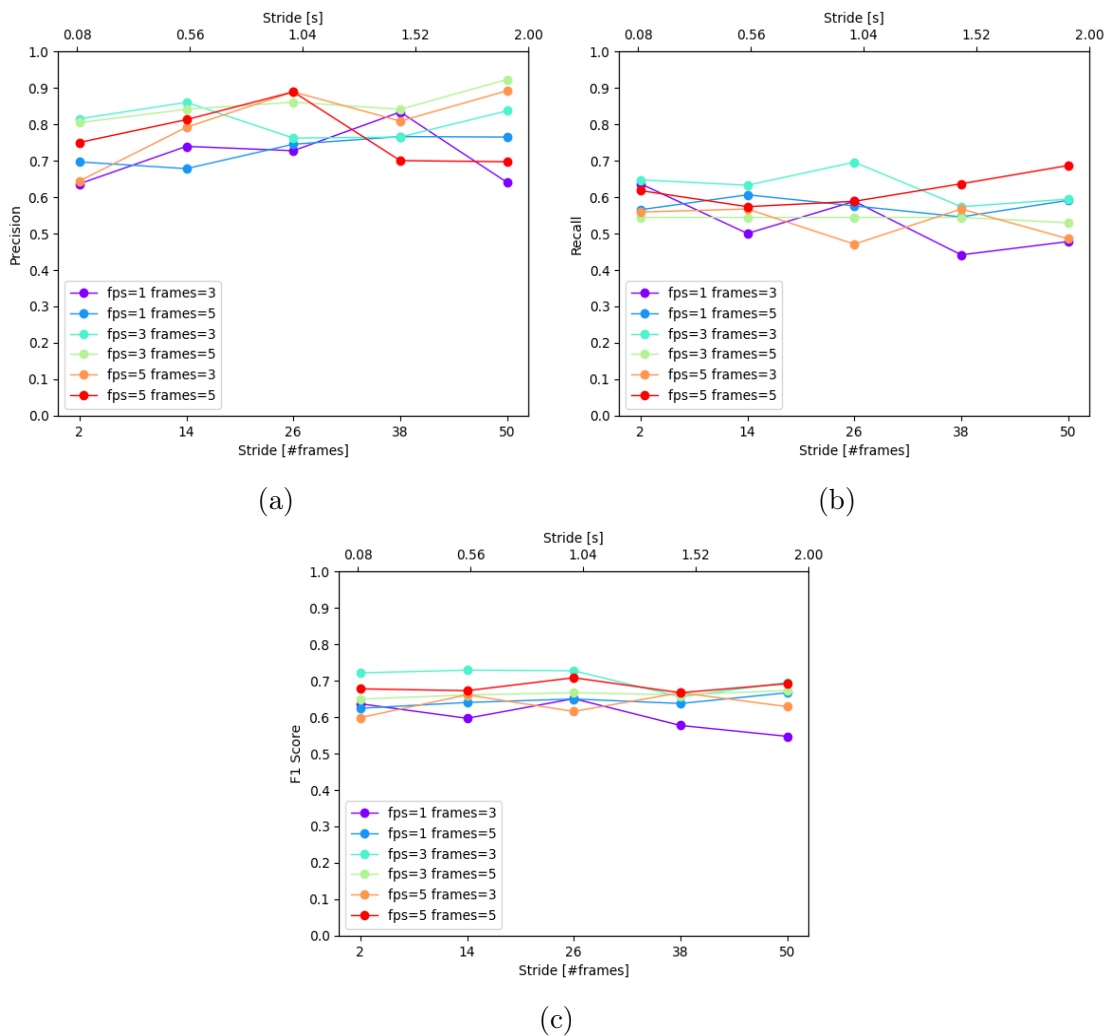 Stride [s]
0.08 0.56 1.04 1.52 2.00
1.0
0.9
0.8
0.7
0.6
0.5
0.4
0.3
0.2
0.1
0.0
Precision
fps=1 frames=3
fps=1 frames=5
fps=3 frames=3
fps=3 frames=5
fps=5 frames=3
fps=5 frames=5
2 14 26 38 50
Stride [#frames]
(a)
Stride [s]
0.08 0.56 1.04 1.52 2.00
1.0
0.9
0.8
0.7
0.6
0.5
0.4
0.3
0.2
0.1
0.0
Recall
fps=1 frames=3
fps=1 frames=5
fps=3 frames=3
fps=3 frames=5
fps=5 frames=3
fps=5 frames=5
2 14 26 38 50
Stride [#frames]
(b)
Stride [s]
0.08 0.56 1.04 1.52 2.00
1.0
0.9
0.8
0.7
0.6
0.5
0.4
0.3
0.2
0.1
0.0
F1 Score
fps=1 frames=3
fps=1 frames=5
fps=3 frames=3
fps=3 frames=5
fps=5 frames=3
fps=5 frames=5
2 14 26 38 50
Stride [#frames]
(c)